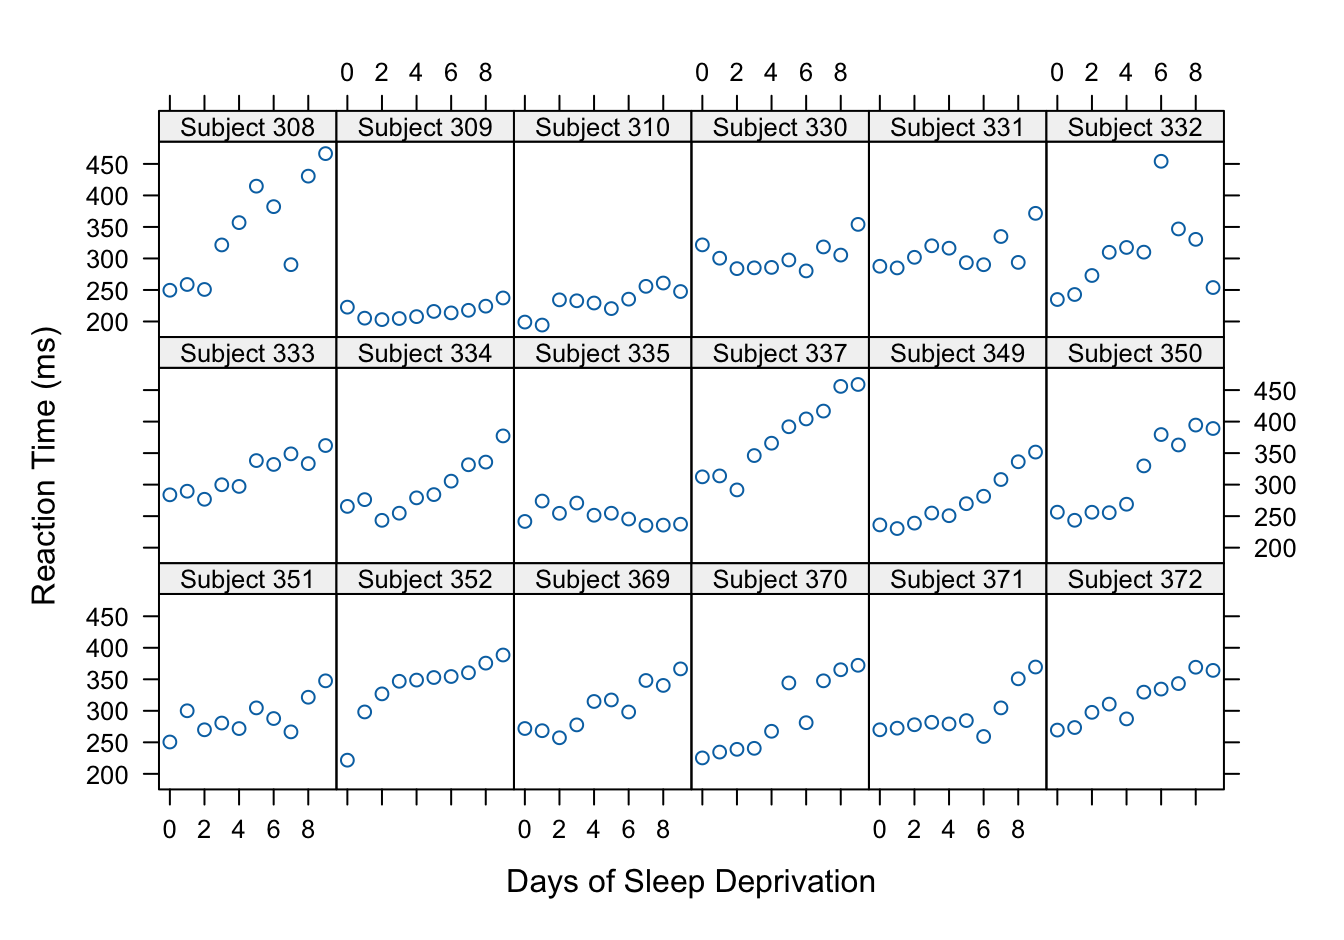 0 2 4 6 8 0 2 4 6 8 0 2 4 6 8
Subject 308 Subject 309 Subject 310 Subject 330 Subject 331 Subject 332
450
400
350
300
250
200
Subject 333 Subject 334 Subject 335 Subject 337 Subject 349 Subject 350
450
400
350
300
250
200
Subject 351 Subject 352 Subject 369 Subject 370 Subject 371 Subject 372
450
400
350
300
250
200
0 2 4 6 8 0 2 4 6 8 0 2 4 6 8
Reaction Time (ms)
Days of Sleep Deprivation